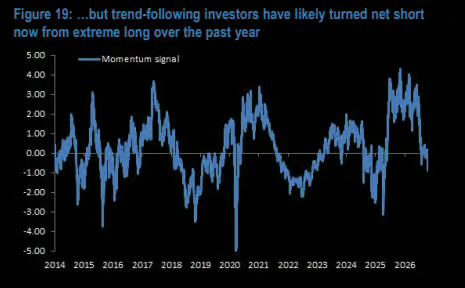 Figure 19: …but trend-following investors have likely turned net short
now from extreme long over the past year
Momentum signal
5.00
4.00
3.00
2.00
1.00
0.00
-1.00
-2.00
-3.00
-4.00
-5.00
2014 2015 2016 2017 2018 2019 2020 2021 2022 2023 2024 2025 2026